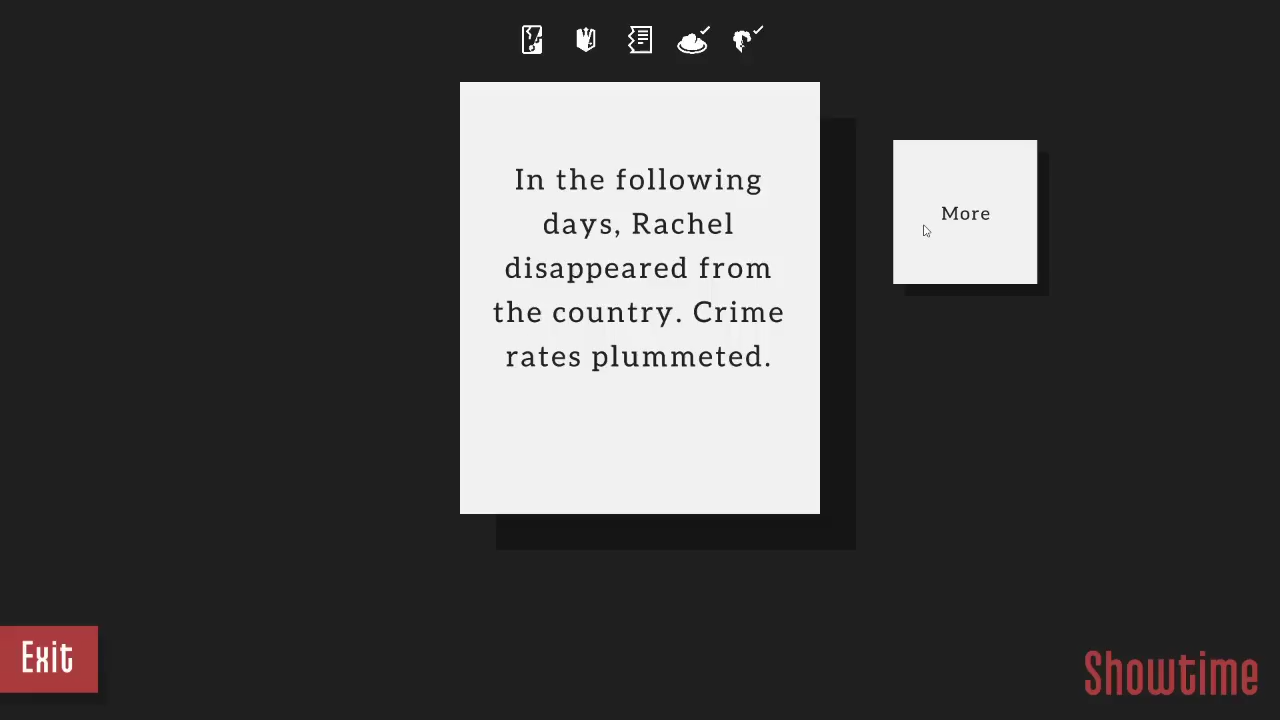 In the following
days, Rachel
disappeared from
the country. Crime
rates plummeted.
More
Exit
Showtime